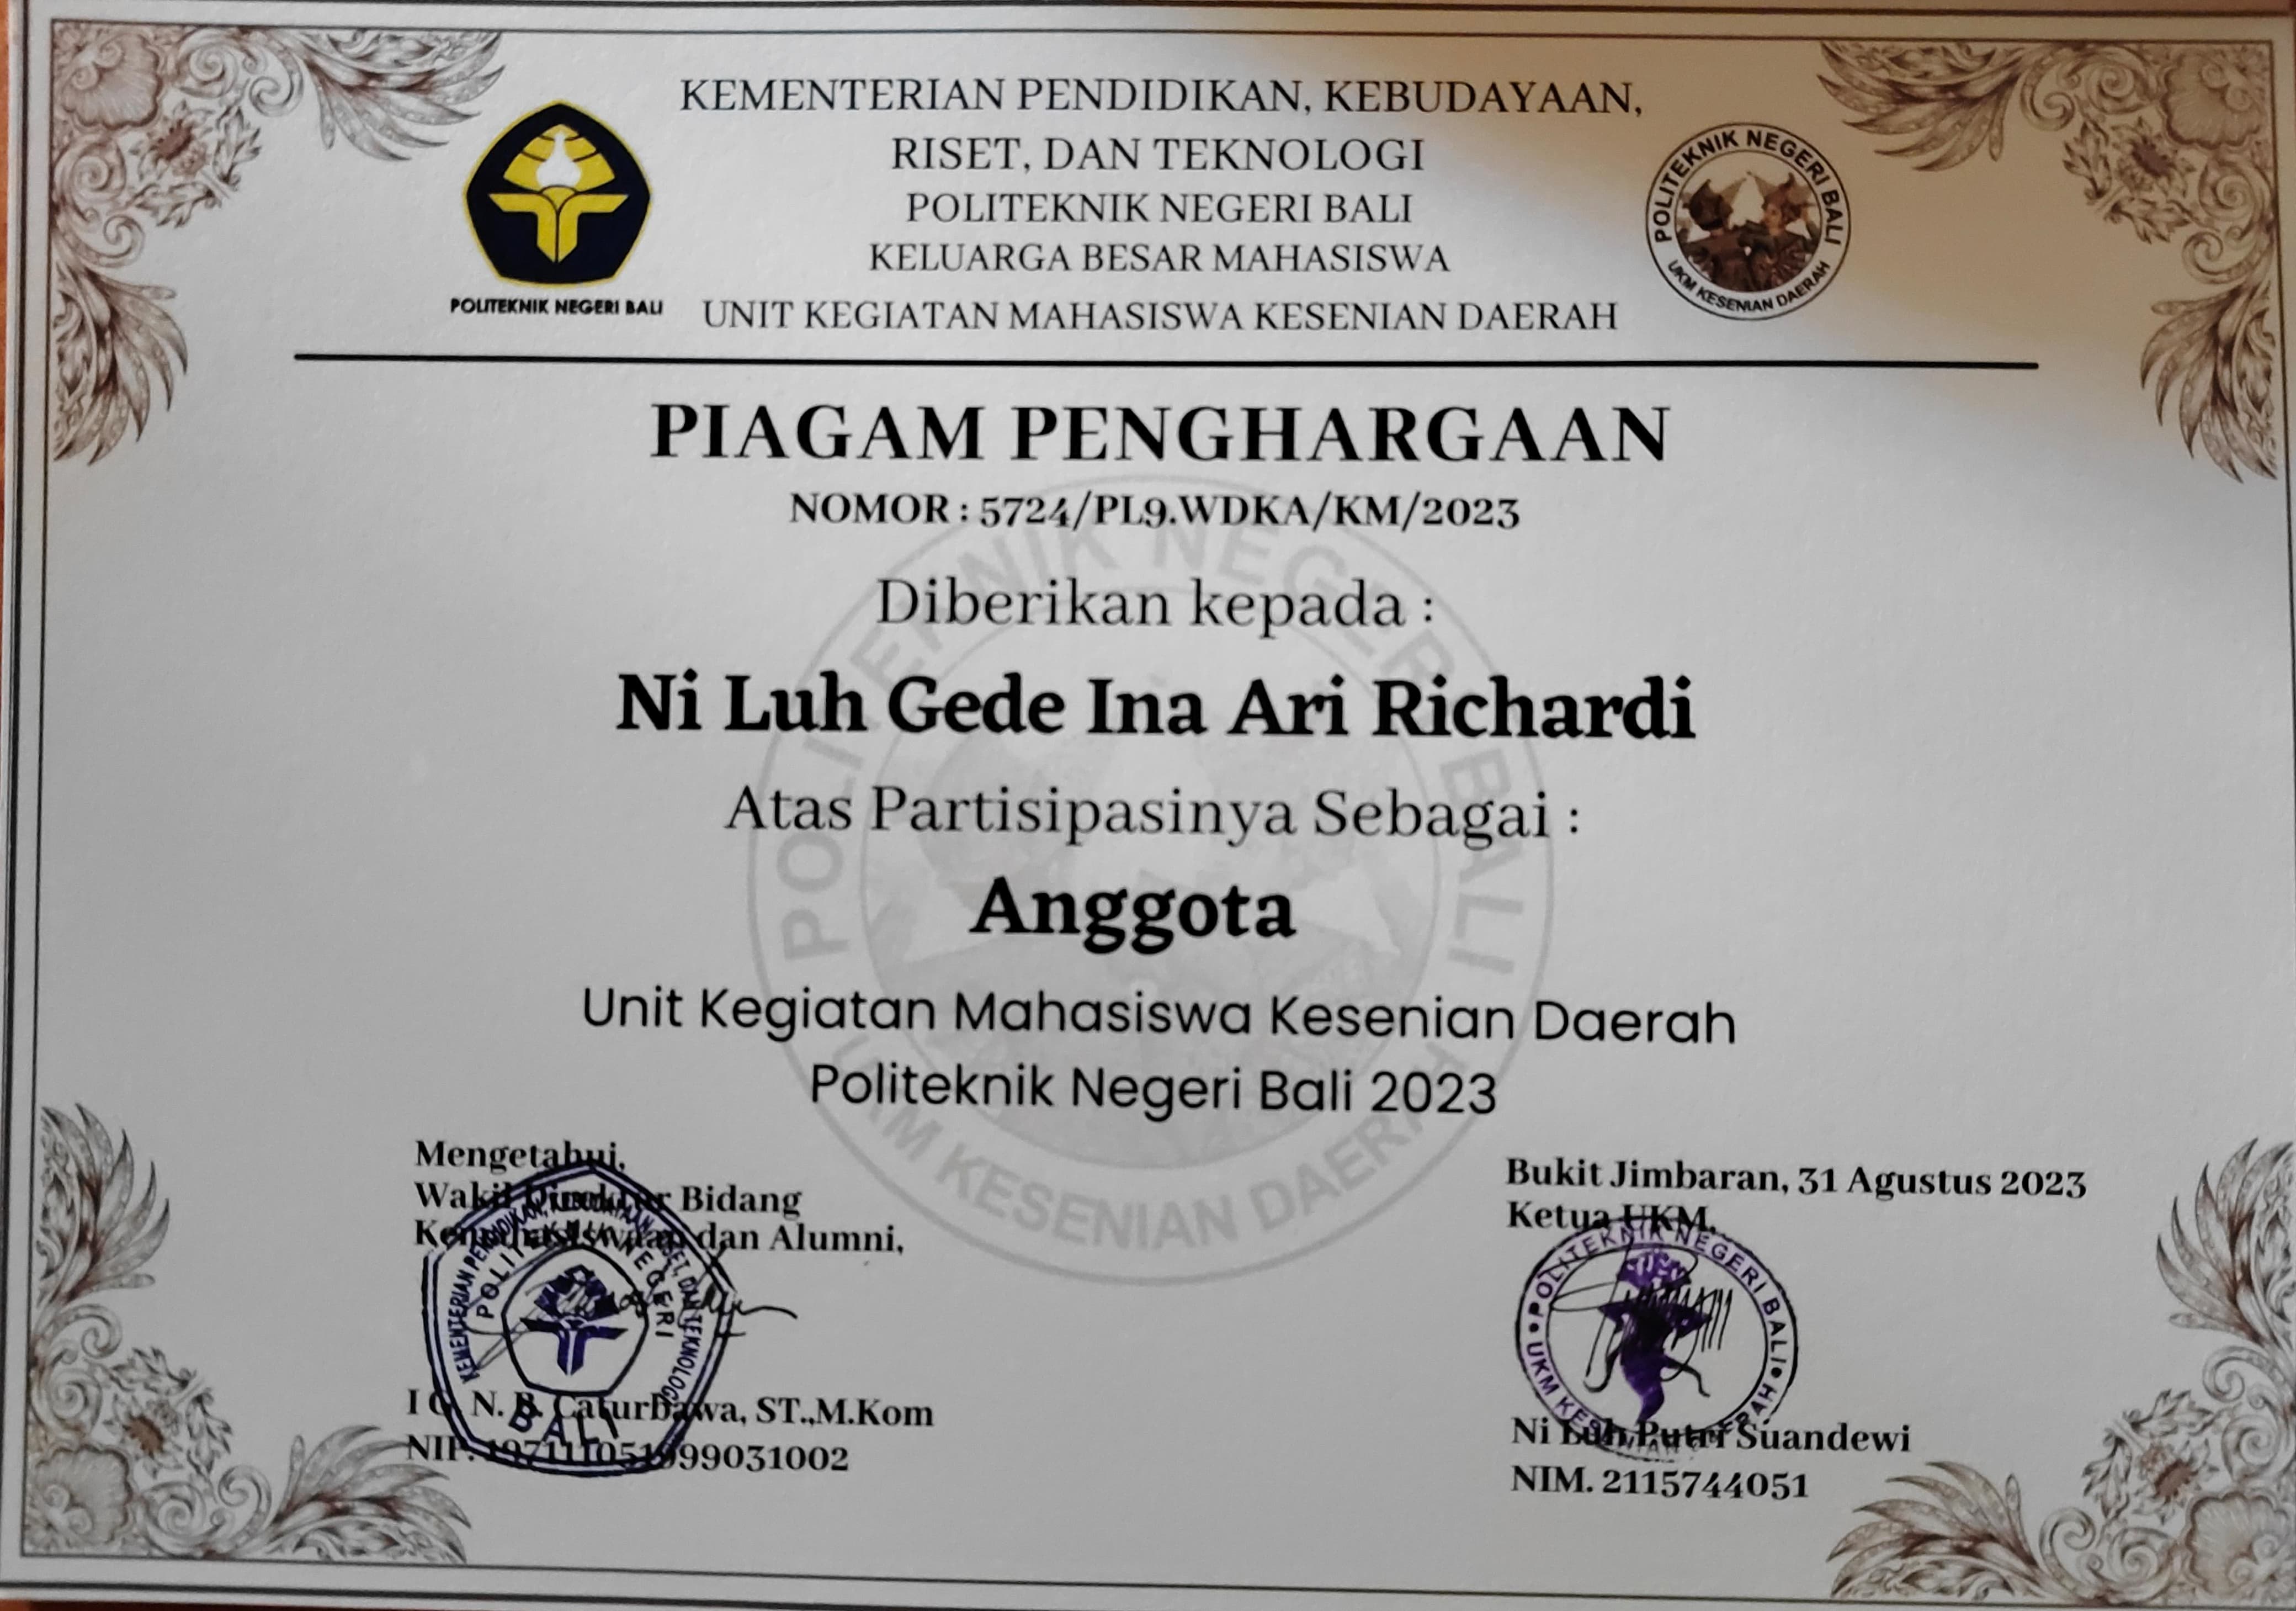 KEMENTERIAN PENDIDIKAN, KEBUDAYAAN,
RISET, DAN TEKNOLOGI
POLITEKNIK NEGERI BALI
KELUARGA BESAR MAHASISWA
UNIT KEGIATAN MAHASISWA KESENIAN DAERAH
POLITEKNIK NEGERI BALI
POLITEKNIK NEGERI BALI
UKM KESENIAN DAERAH
PIAGAM PENGHARGAAN
NOMOR : 5724/PL9.WDKA/KM/2023
Diberikan kepada :
Ni Luh Gede Ina Ari Richardi
Atas Partisipasinya Sebagai :
Anggota
Unit Kegiatan Mahasiswa Kesenian Daerah
Politeknik Negeri Bali 2023
POLITEKNIK NEGERI BALI
UKM KESENIAN DAERAH
Mengetahui,
Wakil Direktur Bidang
Kemahasiswaan dan Alumni,
KEMENTERIAN PENDIDIKAN, KEBUDAYAAN, RISET, DAN TEKNOLOGI
POLITEKNIK NEGERI
BALI
I G. N. B. Caturbawa, ST.,M.Kom
NIP. 197111051999031002
Bukit Jimbaran, 31 Agustus 2023
Ketua UKM,
POLITEKNIK NEGERI BALI
UKM KESENIAN DAERAH
Ni Luh Putri Suandewi
NIM. 2115744051